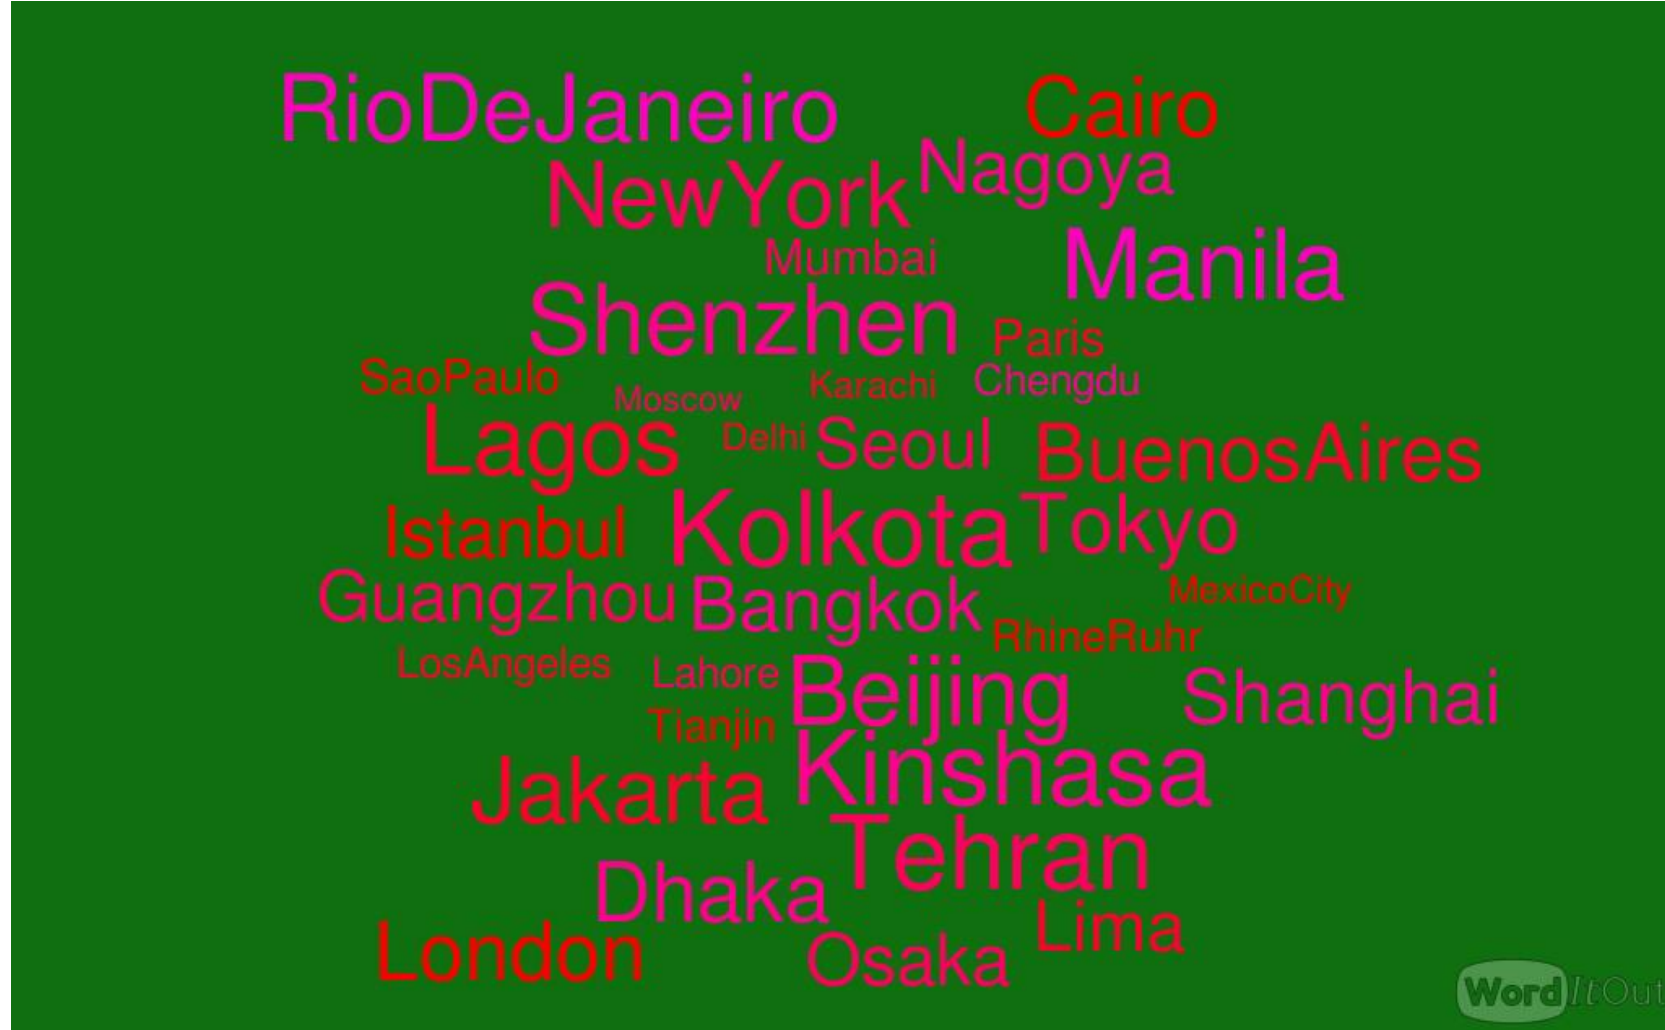 RioDeJaneiro Cairo
NewYork Nagoya
Mumbai Manila
Shenzhen Paris
SaoPaulo Moscow Karachi Chengdu
Lagos Delhi Seoul BuenosAires
Istanbul Kolkota Tokyo
Guangzhou Bangkok MexicoCity
RhineRuhr
LosAngeles Lahore Beijing Shanghai
Tianjin
Jakarta Kinshasa
Tehran
Dhaka
London Osaka Lima
WordItOut